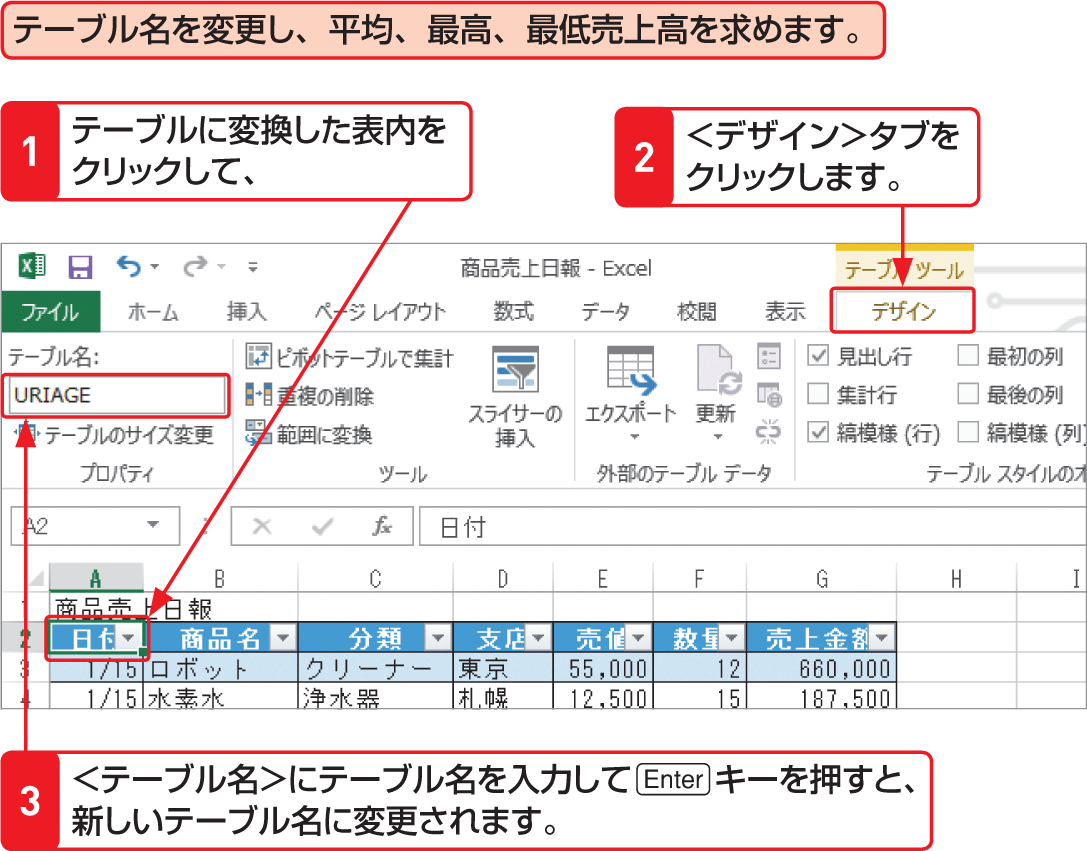 テーブル名を変更し、平均、最高、最低売上高を求めます。
1
テーブルに変換した表内を
クリックして、
2
<デザイン>タブを
クリックします。
商品売上日報 - Excel
テーブル ツール
ファイル ホーム 挿入 ページ レイアウト 数式 データ 校閲 表示 デザイン
テーブル名:
URIAGE
テーブルのサイズ変更
プロパティ
ピボットテーブルで集計
重複の削除
範囲に変換
スライサーの
挿入
ツール
エクスポート
更新
外部のテーブル データ
見出し行
集計行
縞模様 (行)
最初の列
最後の列
縞模様 (列)
テーブル スタイルのオ
A2 fx 日付
A B C D E F G H I
1 商品売上日報
2 日付 商品名 分類 支店 売値 数量 売上金額
3 1/15 ロボット クリーナー 東京 55,000 12 660,000
4 1/15 水素水 浄水器 札幌 12,500 15 187,500
3
<テーブル名>にテーブル名を入力してEnterキーを押すと、
新しいテーブル名に変更されます。